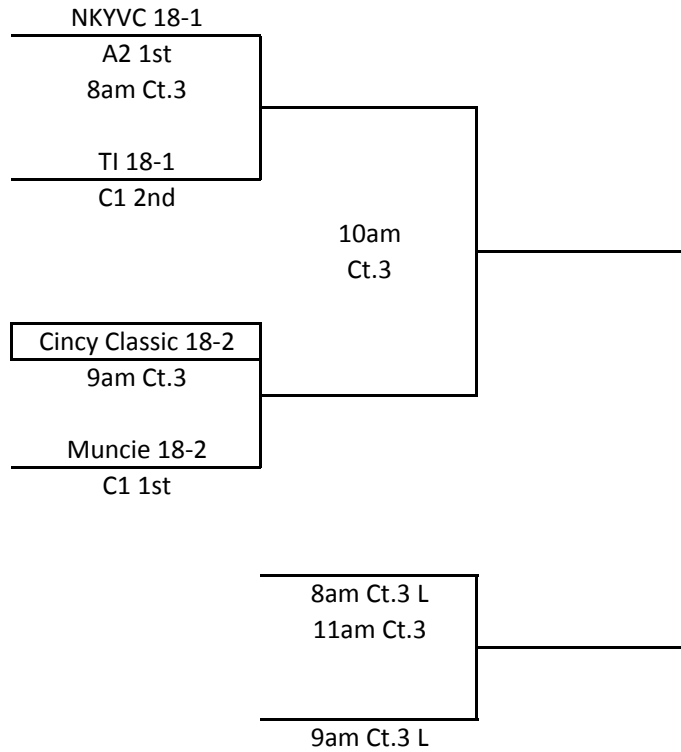 NKYVC 18-1
A2 1st
8am Ct.3
TI 18-1
C1 2nd
10am
Ct.3
Cincy Classic 18-2
9am Ct.3
Muncie 18-2
C1 1st
8am Ct.3 L
11am Ct.3
9am Ct.3 L